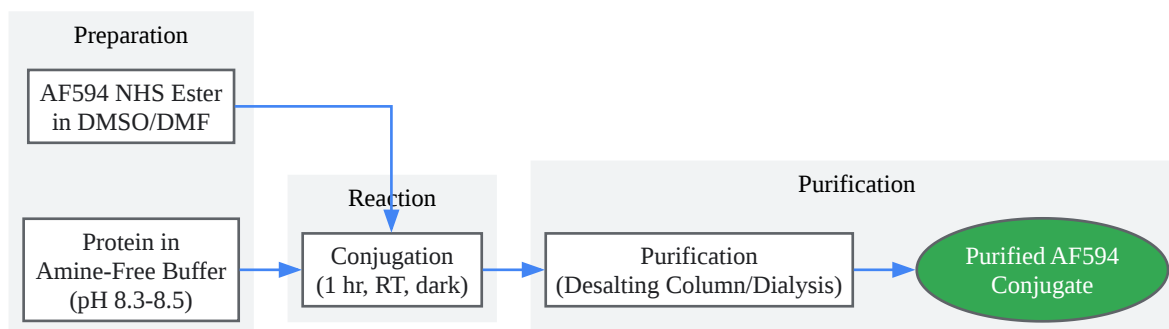 Preparation
AF594 NHS Ester
in DMSO/DMF
Protein in
Amine-Free Buffer
(pH 8.3-8.5)
Reaction
Conjugation
(1 hr, RT, dark)
Purification
Purification
(Desalting Column/Dialysis)
Purified AF594
Conjugate